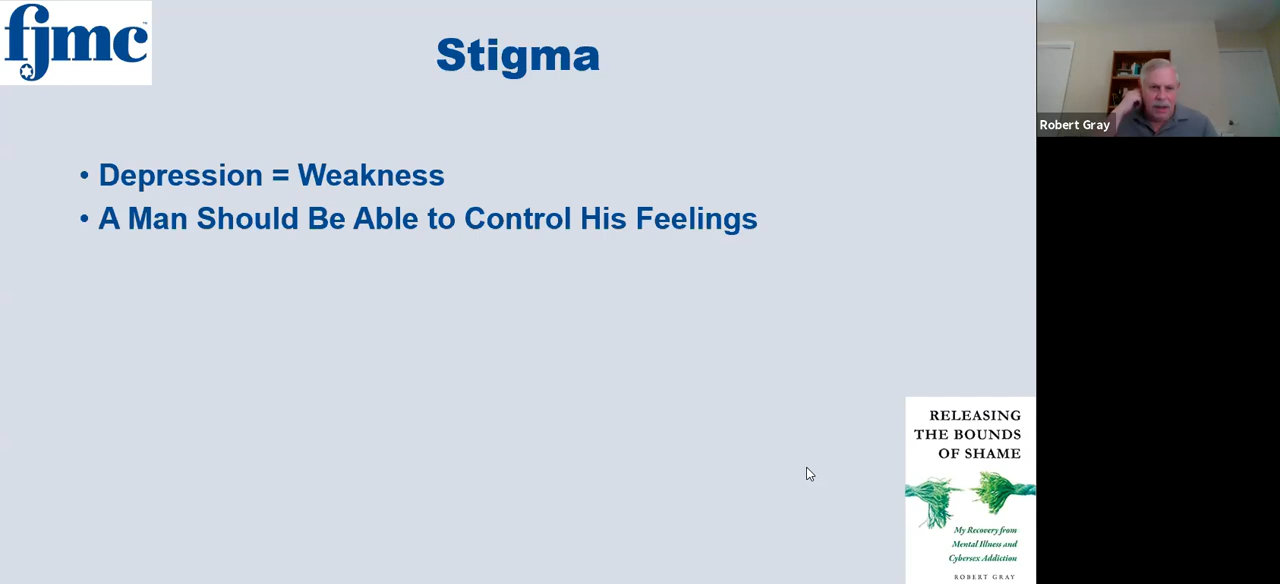 fjmc™
Stigma
• Depression = Weakness
• A Man Should Be Able to Control His Feelings
Robert Gray
RELEASING
THE BOUNDS
OF SHAME
My Recovery from
Mental Illness and
Cybersex Addiction
ROBERT GRAY